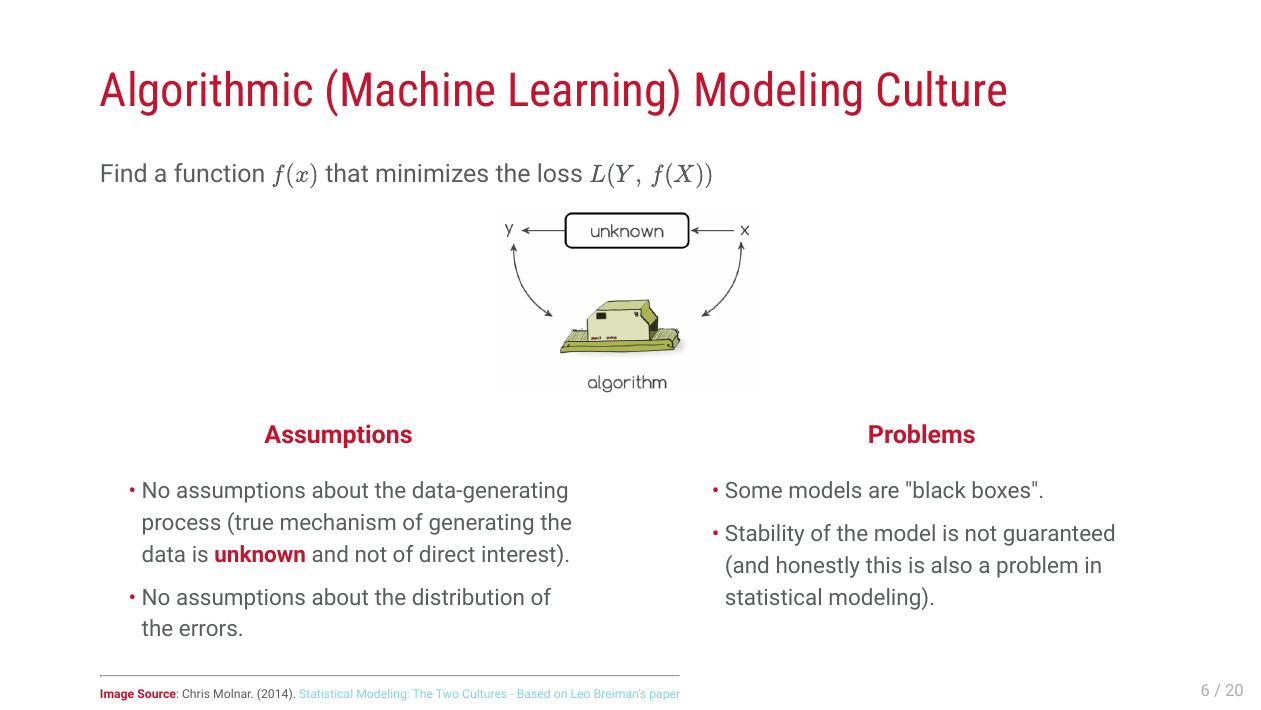 Algorithmic (Machine Learning) Modeling Culture
Find a function f(x) that minimizes the loss L(Y, f(X))
y
unknown
x
algorithm
Assumptions
• No assumptions about the data-generating
process (true mechanism of generating the
data is unknown and not of direct interest).
• No assumptions about the distribution of
the errors.
Problems
• Some models are "black boxes".
• Stability of the model is not guaranteed
(and honestly this is also a problem in
statistical modeling).
Image Source: Chris Molnar. (2014). Statistical Modeling: The Two Cultures - Based on Leo Breiman's paper
6 / 20